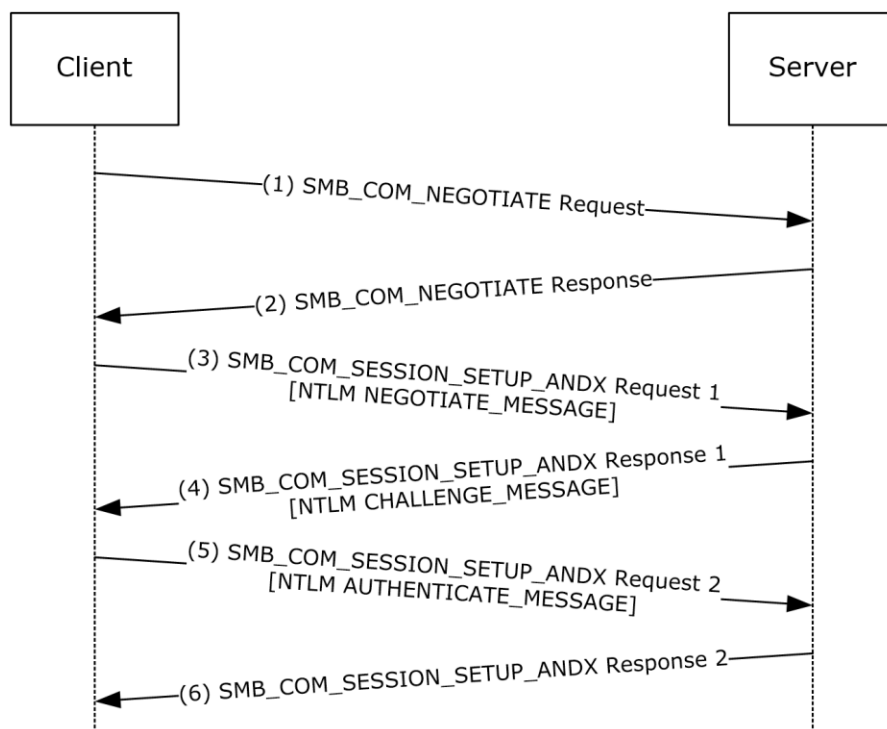 Client
Server
(1) SMB_COM_NEGOTIATE Request
(2) SMB_COM_NEGOTIATE Response
(3) SMB_COM_SESSION_SETUP_ANDX Request 1
[NTLM NEGOTIATE_MESSAGE]
(4) SMB_COM_SESSION_SETUP_ANDX Response 1
[NTLM CHALLENGE_MESSAGE]
(5) SMB_COM_SESSION_SETUP_ANDX Request 2
[NTLM AUTHENTICATE_MESSAGE]
(6) SMB_COM_SESSION_SETUP_ANDX Response 2